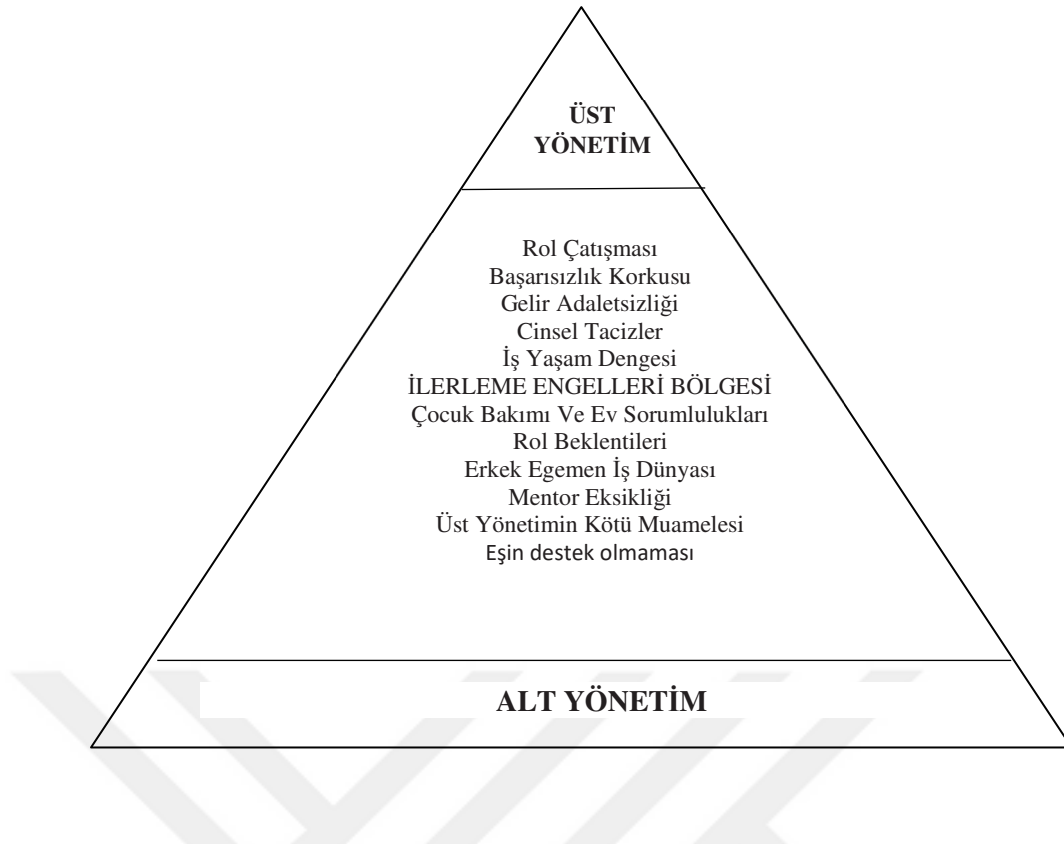 ÜST
YÖNETİM
Rol Çatışması
Başarısızlık Korkusu
Gelir Adaletsizliği
Cinsel Tacizler
İş Yaşam Dengesi
İLERLEME ENGELLERİ BÖLGESİ
Çocuk Bakımı Ve Ev Sorumlulukları
Rol Beklentileri
Erkek Egemen İş Dünyası
Mentor Eksikliği
Üst Yönetimin Kötü Muamelesi
Eşin destek olmaması
ALT YÖNETİM